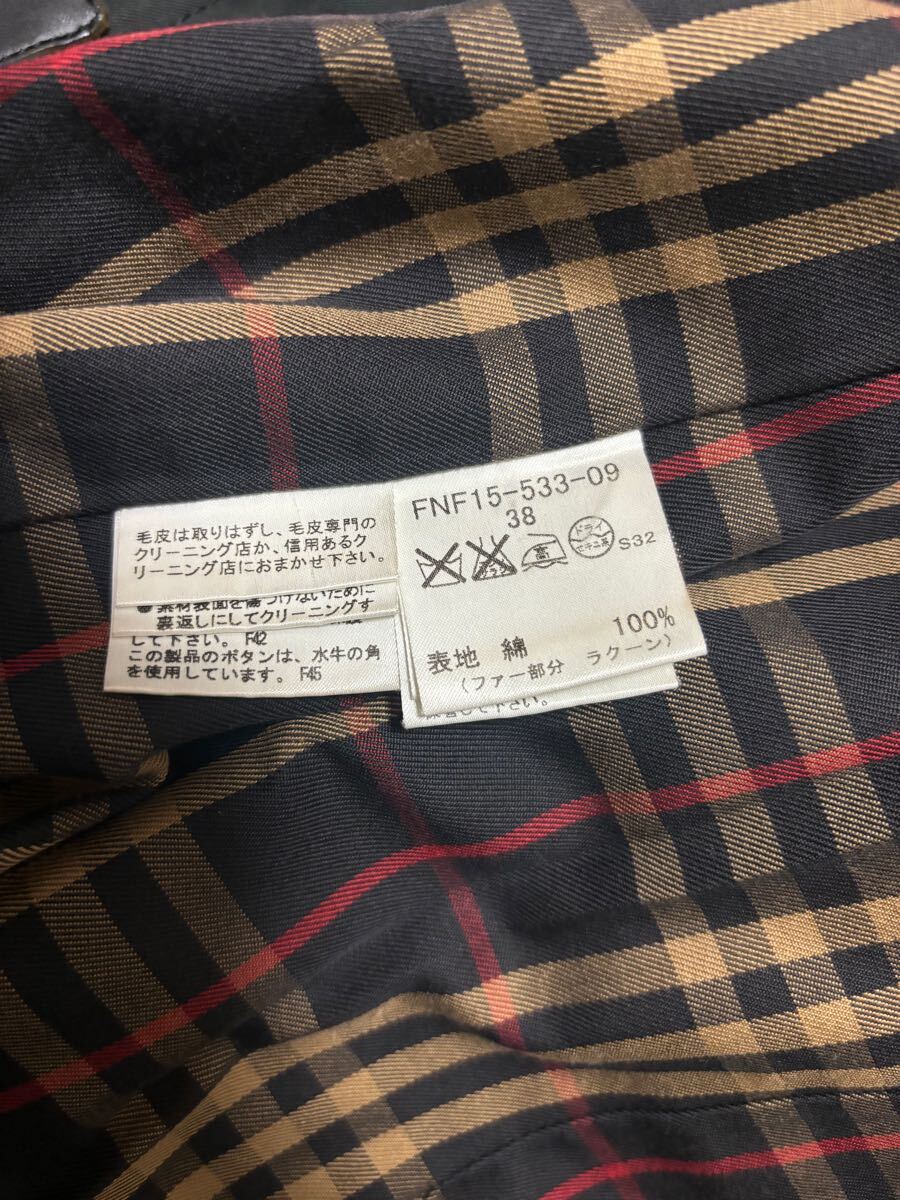 毛皮は取りはずし、毛皮専門の
クリーニング店か、信用あるク
リーニング店におまかせ下さい。
● 素材表面を傷つけないために
裏返しにしてクリーニングす
して下さい。 F42
この製品のボタンは、水牛の角
を使用しています。 F45
FNF15-533-09
38
高
ドライ
セキユ系
S32
表地 綿 100%
(ファー部分 ラクーン)